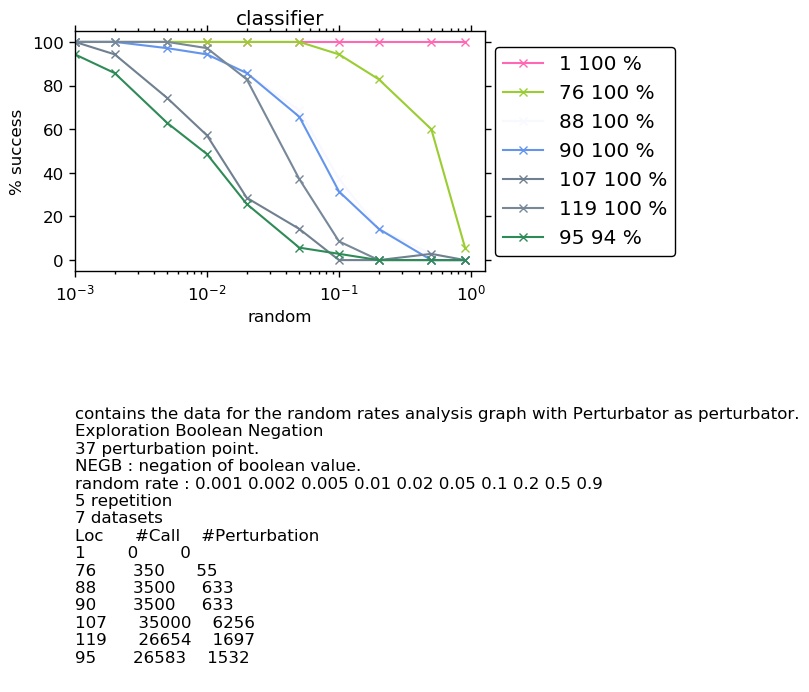 classifier
100
80
60
40
20
0
% success
10^-3
10^-2
10^-1
10^0
random
1 100 %
76 100 %
88 100 %
90 100 %
107 100 %
119 100 %
95 94 %
contains the data for the random rates analysis graph with Perturbator as perturbator.
Exploration Boolean Negation
37 perturbation point.
NEGB : negation of boolean value.
random rate : 0.001 0.002 0.005 0.01 0.02 0.05 0.1 0.2 0.5 0.9
5 repetition
7 datasets
Loc #Call #Perturbation
1 0 0
76 350 55
88 3500 633
90 3500 633
107 35000 6256
119 26654 1697
95 26583 1532